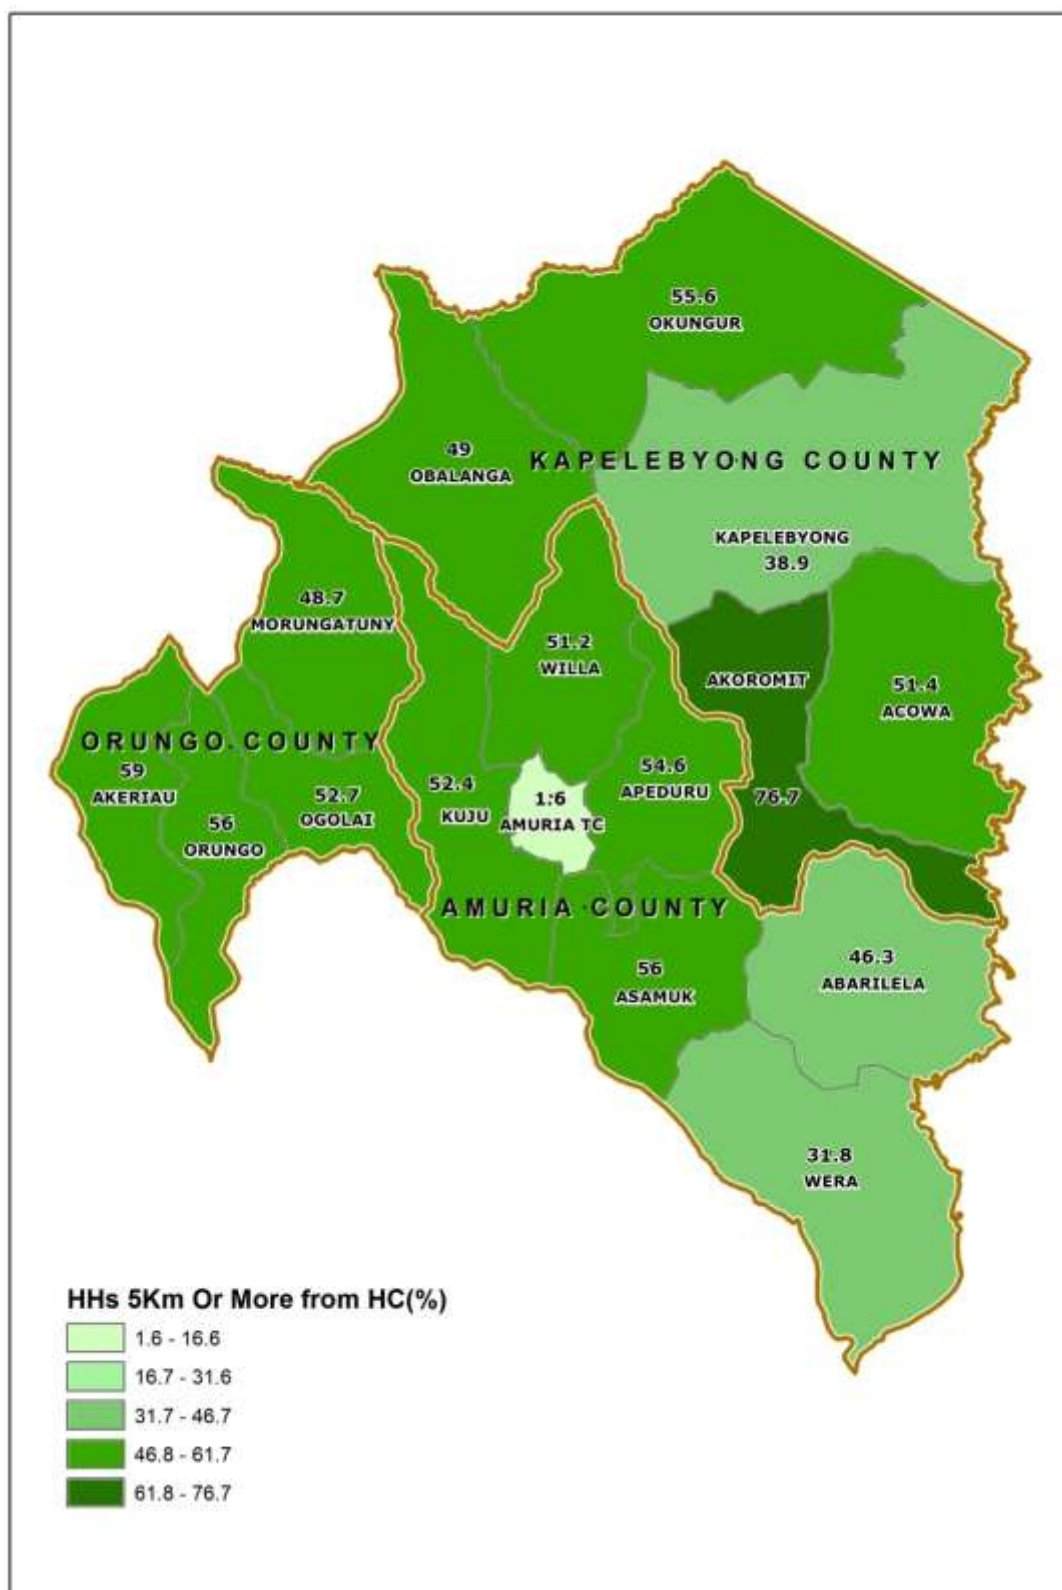 55.6
OKUNGUR
49
OBALANGA
KAPELEBYONG COUNTY
KAPELEBYONG
38.9
48.7
MORUNGATUNY
51.2
WILLA
AKOROMIT
51.4
ACOWA
ORUNGO COUNTY
59
AKERIAU
52.7
OGOLAI
56
ORUNGO
52.4
KUJU
1.6
AMURIA TC
54.6
APEDURU
76.7
AMURIA COUNTY
56
ASAMUK
46.3
ABARILELA
31.8
WERA
HHs 5Km Or More from HC(%)
1.6 - 16.6
16.7 - 31.6
31.7 - 46.7
46.8 - 61.7
61.8 - 76.7